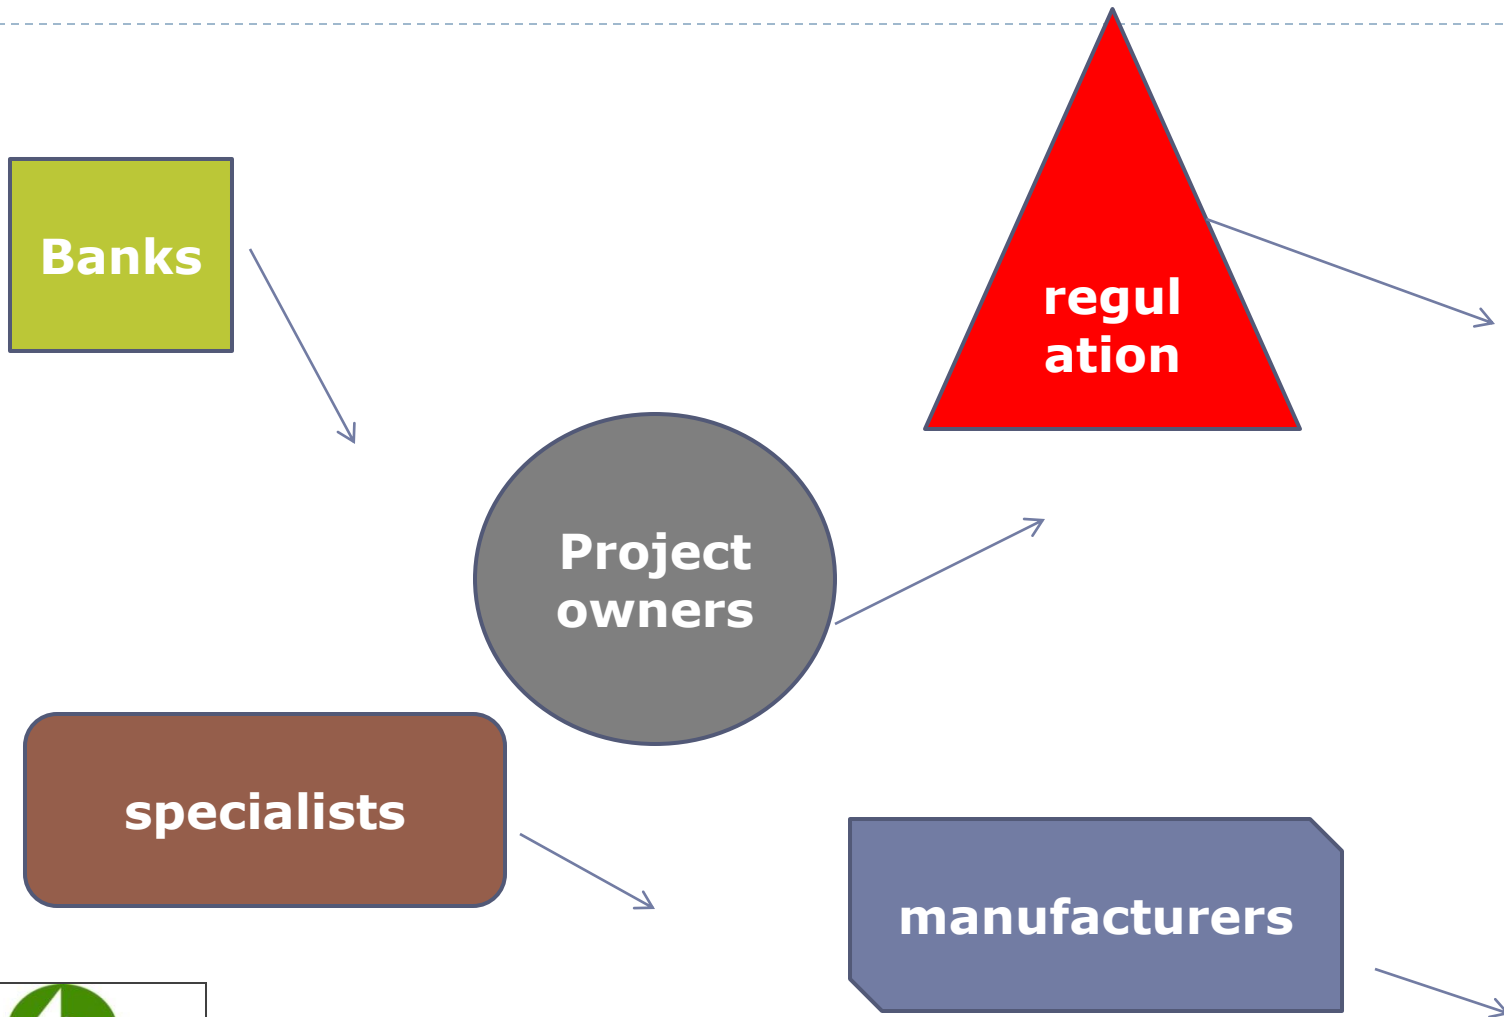 Banks
regul
ation
Project
owners
specialists
manufacturers